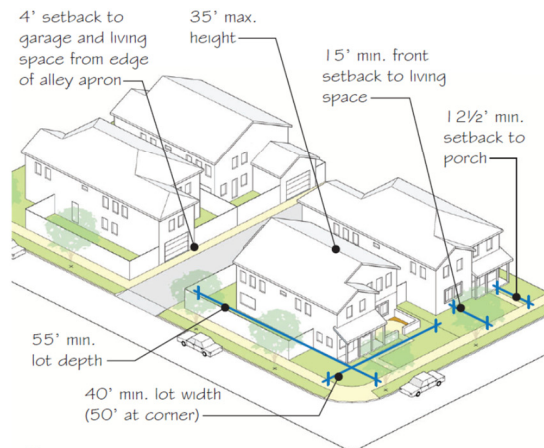 4' setback to
garage and living
space from edge
of alley apron
35' max.
height
15' min. front
setback to living
space
12½' min.
setback to
porch
55' min.
lot depth
40' min. lot width
(50' at corner)